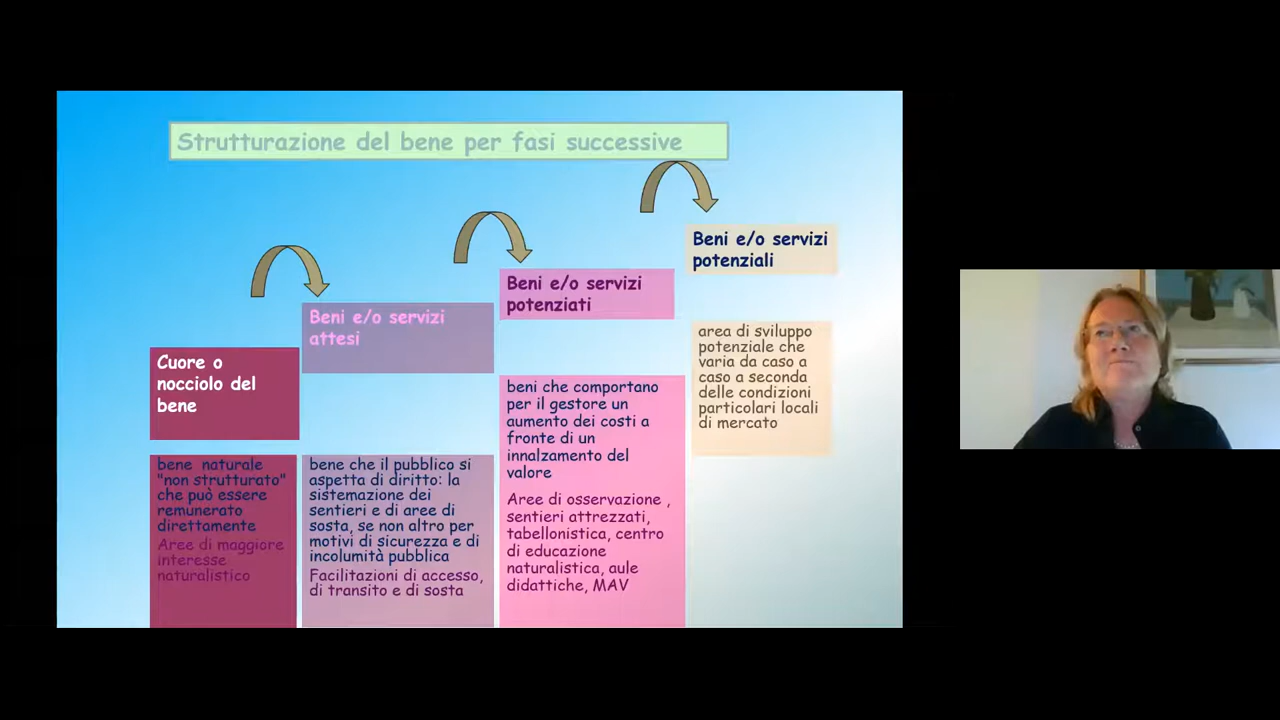 Strutturazione del bene per fasi successive
Cuore o
nocciolo del
bene
bene naturale
"non strutturato"
che può essere
remunerato
direttamente
Aree di maggiore
interesse
naturalistico
Beni e/o servizi
attesi
bene che il pubblico si
aspetta di diritto: la
sistemazione dei
sentieri e di aree di
sosta, se non altro per
motivi di sicurezza e di
incolumità pubblica
Facilitazioni di accesso,
di transito e di sosta
Beni e/o servizi
potenziati
beni che comportano
per il gestore un
aumento dei costi a
fronte di un
innalzamento del
valore
Aree di osservazione ,
sentieri attrezzati,
tabellonistica, centro
di educazione
naturalistica, aule
didattiche, MAV
Beni e/o servizi
potenziali
area di sviluppo
potenziale che
varia da caso a
caso a seconda
delle condizioni
particolari locali
di mercato